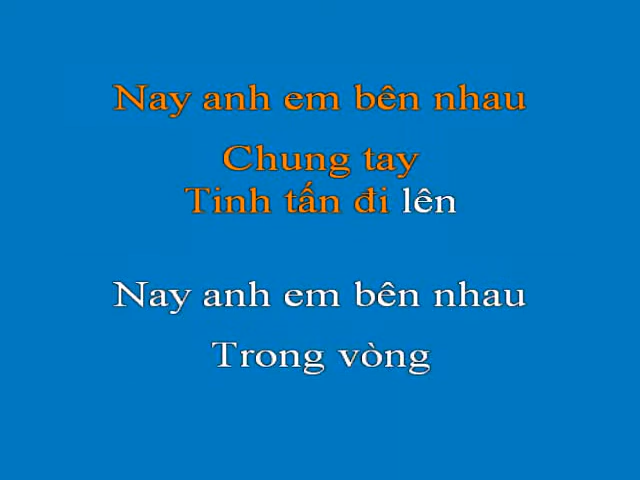 Nay anh em bên nhau
Chung tay
Tinh tấn đi lên
Nay anh em bên nhau
Trong vòng